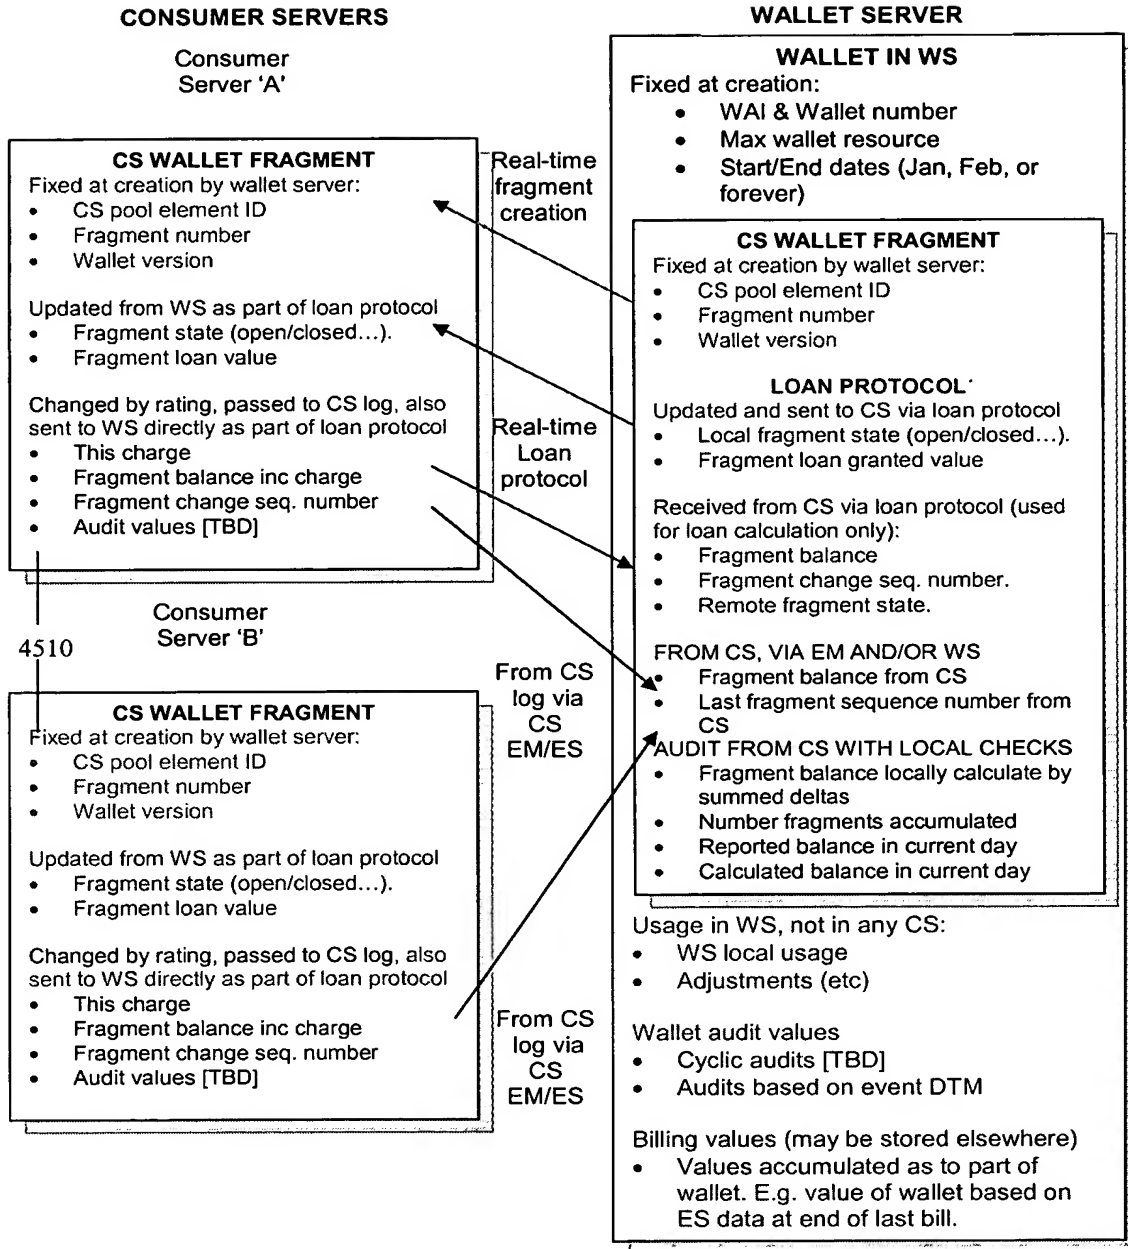 CONSUMER SERVERS
Consumer
Server 'A'
CS WALLET FRAGMENT
Fixed at creation by wallet server:
• CS pool element ID
• Fragment number
• Wallet version
Updated from WS as part of loan protocol
• Fragment state (open/closed...).
• Fragment loan value
Changed by rating, passed to CS log, also
sent to WS directly as part of loan protocol
• This charge
• Fragment balance inc charge
• Fragment change seq. number
• Audit values [TBD]
Real-time
fragment
creation
Real-time
Loan
protocol
Consumer
Server 'B'
4510
From CS
log via
CS
EM/ES
CS WALLET FRAGMENT
Fixed at creation by wallet server:
• CS pool element ID
• Fragment number
• Wallet version
Updated from WS as part of loan protocol
• Fragment state (open/closed...).
• Fragment loan value
Changed by rating, passed to CS log, also
sent to WS directly as part of loan protocol
• This charge
• Fragment balance inc charge
• Fragment change seq. number
• Audit values [TBD]
From CS
log via
CS
EM/ES
WALLET SERVER
WALLET IN WS
Fixed at creation:
• WAI & Wallet number
• Max wallet resource
• Start/End dates (Jan, Feb, or
forever)
CS WALLET FRAGMENT
Fixed at creation by wallet server:
• CS pool element ID
• Fragment number
• Wallet version
LOAN PROTOCOL
Updated and sent to CS via loan protocol
• Local fragment state (open/closed...).
• Fragment loan granted value
Received from CS via loan protocol (used
for loan calculation only):
• Fragment balance
• Fragment change seq. number.
• Remote fragment state.
FROM CS, VIA EM AND/OR WS
• Fragment balance from CS
• Last fragment sequence number from
CS
AUDIT FROM CS WITH LOCAL CHECKS
• Fragment balance locally calculate by
summed deltas
• Number fragments accumulated
• Reported balance in current day
• Calculated balance in current day
Usage in WS, not in any CS:
• WS local usage
• Adjustments (etc)
Wallet audit values
• Cyclic audits [TBD]
• Audits based on event DTM
Billing values (may be stored elsewhere)
• Values accumulated as to part of
wallet. E.g. value of wallet based on
ES data at end of last bill.